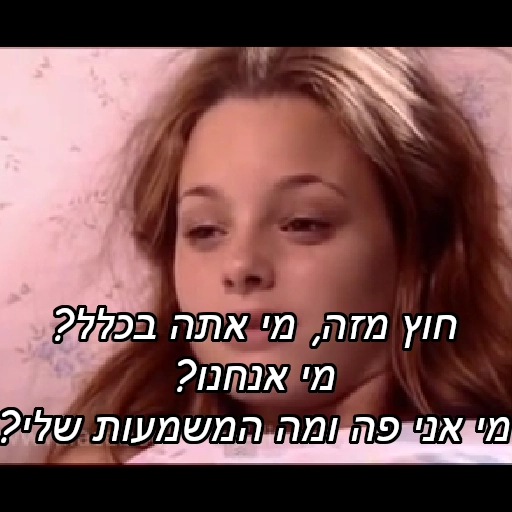 חוץ מזה, מי אתה בכלל?
מי אנחנו?
מי אני פה ומה המשמעות שלי?